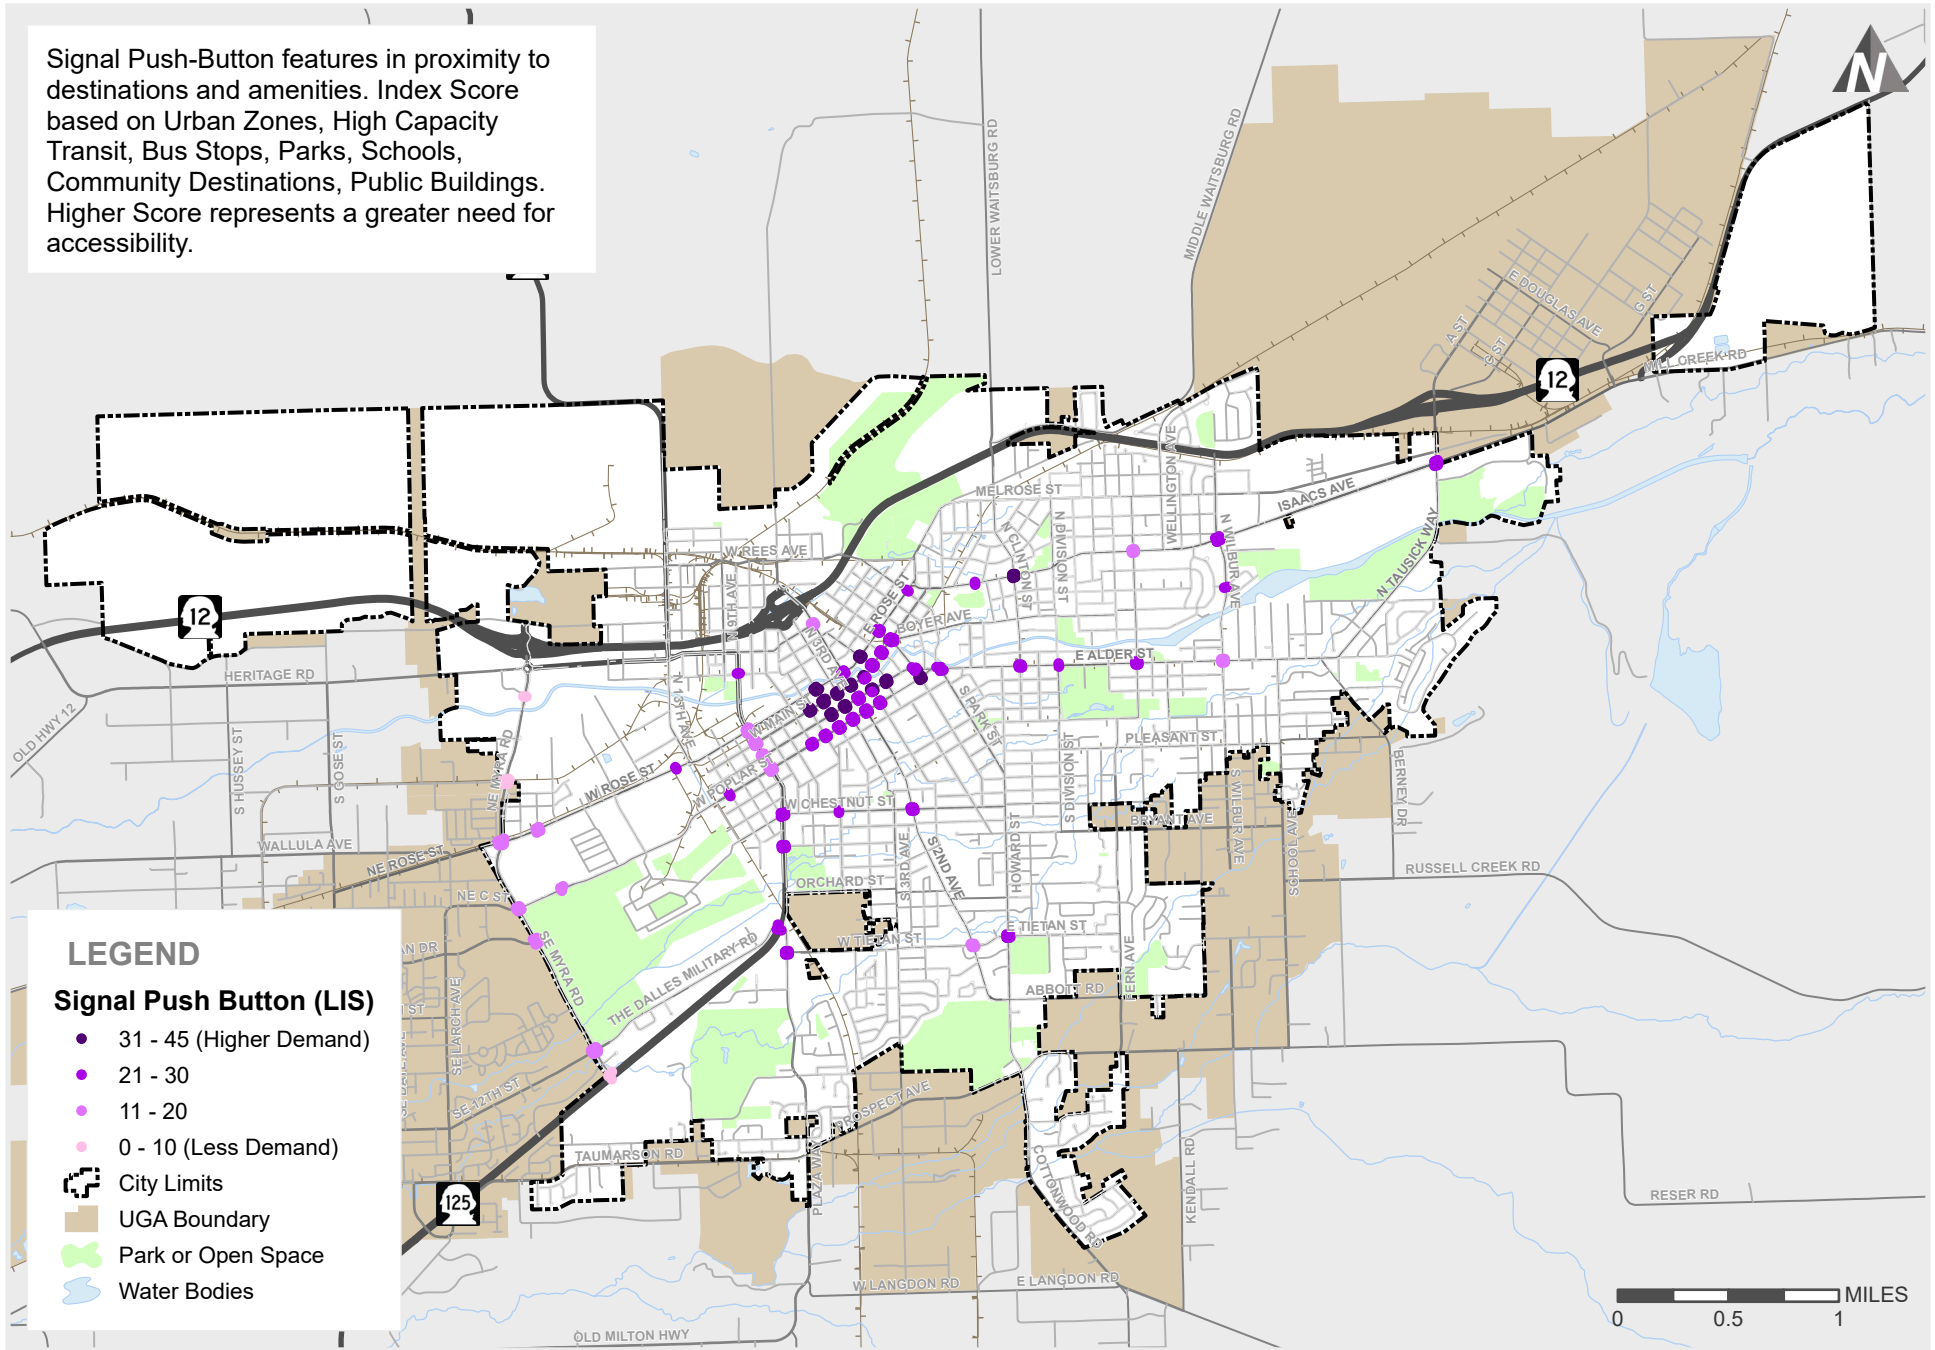 Signal Push-Button features in proximity to
destinations and amenities. Index Score
based on Urban Zones, High Capacity
Transit, Bus Stops, Parks, Schools,
Community Destinations, Public Buildings.
Higher Score represents a greater need for
accessibility.
N
LOWER WAITSBURG RD
MIDDLE WAITSBURG RD
E DOUGLAS AVE
G ST
A ST
C ST
12
MILL CREEK RD
MELROSE ST
WELLINGTON AVE
ISAACS AVE
N CLINTON ST
N DIVISION ST
N WILBUR AVE
N TAUSICK WAY
W REES AVE
N 9TH AVE
E ROSE ST
BOYER AVE
N 3RD AVE
E ALDER ST
12
HERITAGE RD
OLD HWY 12
N 13TH AVE
W MAIN ST
S PARK ST
PLEASANT ST
S HUSSEY ST
S GOSE ST
NE MYRA RD
W ROSE ST
W POPLAR ST
W CHESTNUT ST
S DIVISION ST
BRYANT AVE
S WILBUR AVE
SCHOOL AVE
BERNEY DR
WALLULA AVE
NE ROSE ST
S 3RD AVE
S 2ND AVE
HOWARD ST
RUSSELL CREEK RD
ORCHARD ST
NE C ST
SE MYRA RD
W TIETAN ST
E TIETAN ST
FERN AVE
THE DALLES MILITARY RD
ABBOTT RD
AN DR
ST
SE LARCH AVE
SE 12TH ST
PROSPECT AVE
TAUMARSON RD
PLAZA WAY
COTTONWOOD RD
KENDALL RD
RESER RD
125
W LANGDON RD
E LANGDON RD
OLD MILTON HWY
LEGEND
Signal Push Button (LIS)
31 - 45 (Higher Demand)
21 - 30
11 - 20
0 - 10 (Less Demand)
City Limits
UGA Boundary
Park or Open Space
Water Bodies
MILES
0 0.5 1